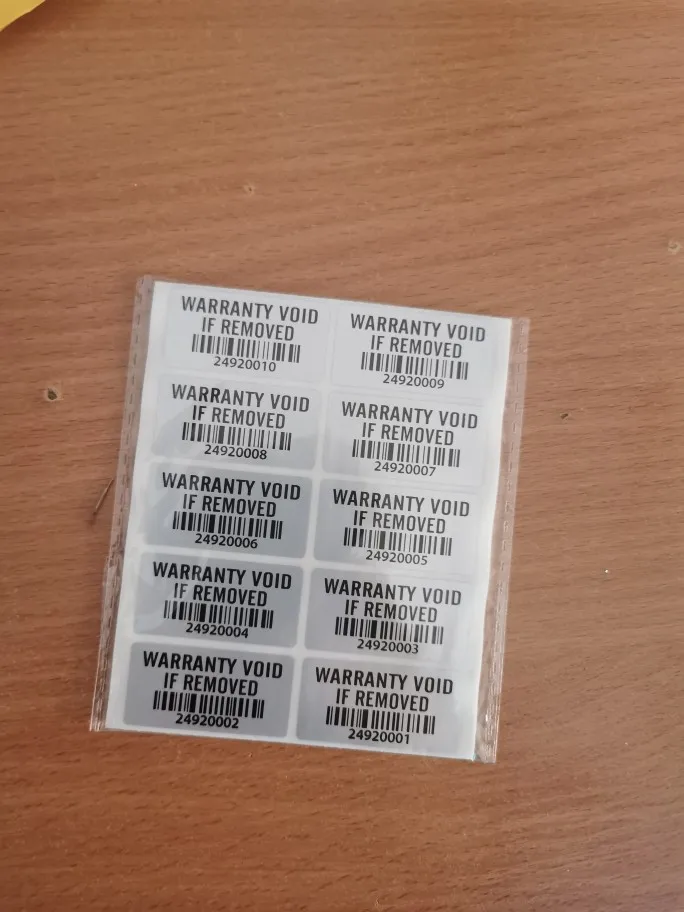 WARRANTY VOID
IF REMOVED
24920010
WARRANTY VOID
IF REMOVED
24920009
WARRANTY VOID
IF REMOVED
24920008
WARRANTY VOID
IF REMOVED
24920007
WARRANTY VOID
IF REMOVED
24920006
WARRANTY VOID
IF REMOVED
24920005
WARRANTY VOID
IF REMOVED
24920004
WARRANTY VOID
IF REMOVED
24920003
WARRANTY VOID
IF REMOVED
24920002
WARRANTY VOID
IF REMOVED
24920001